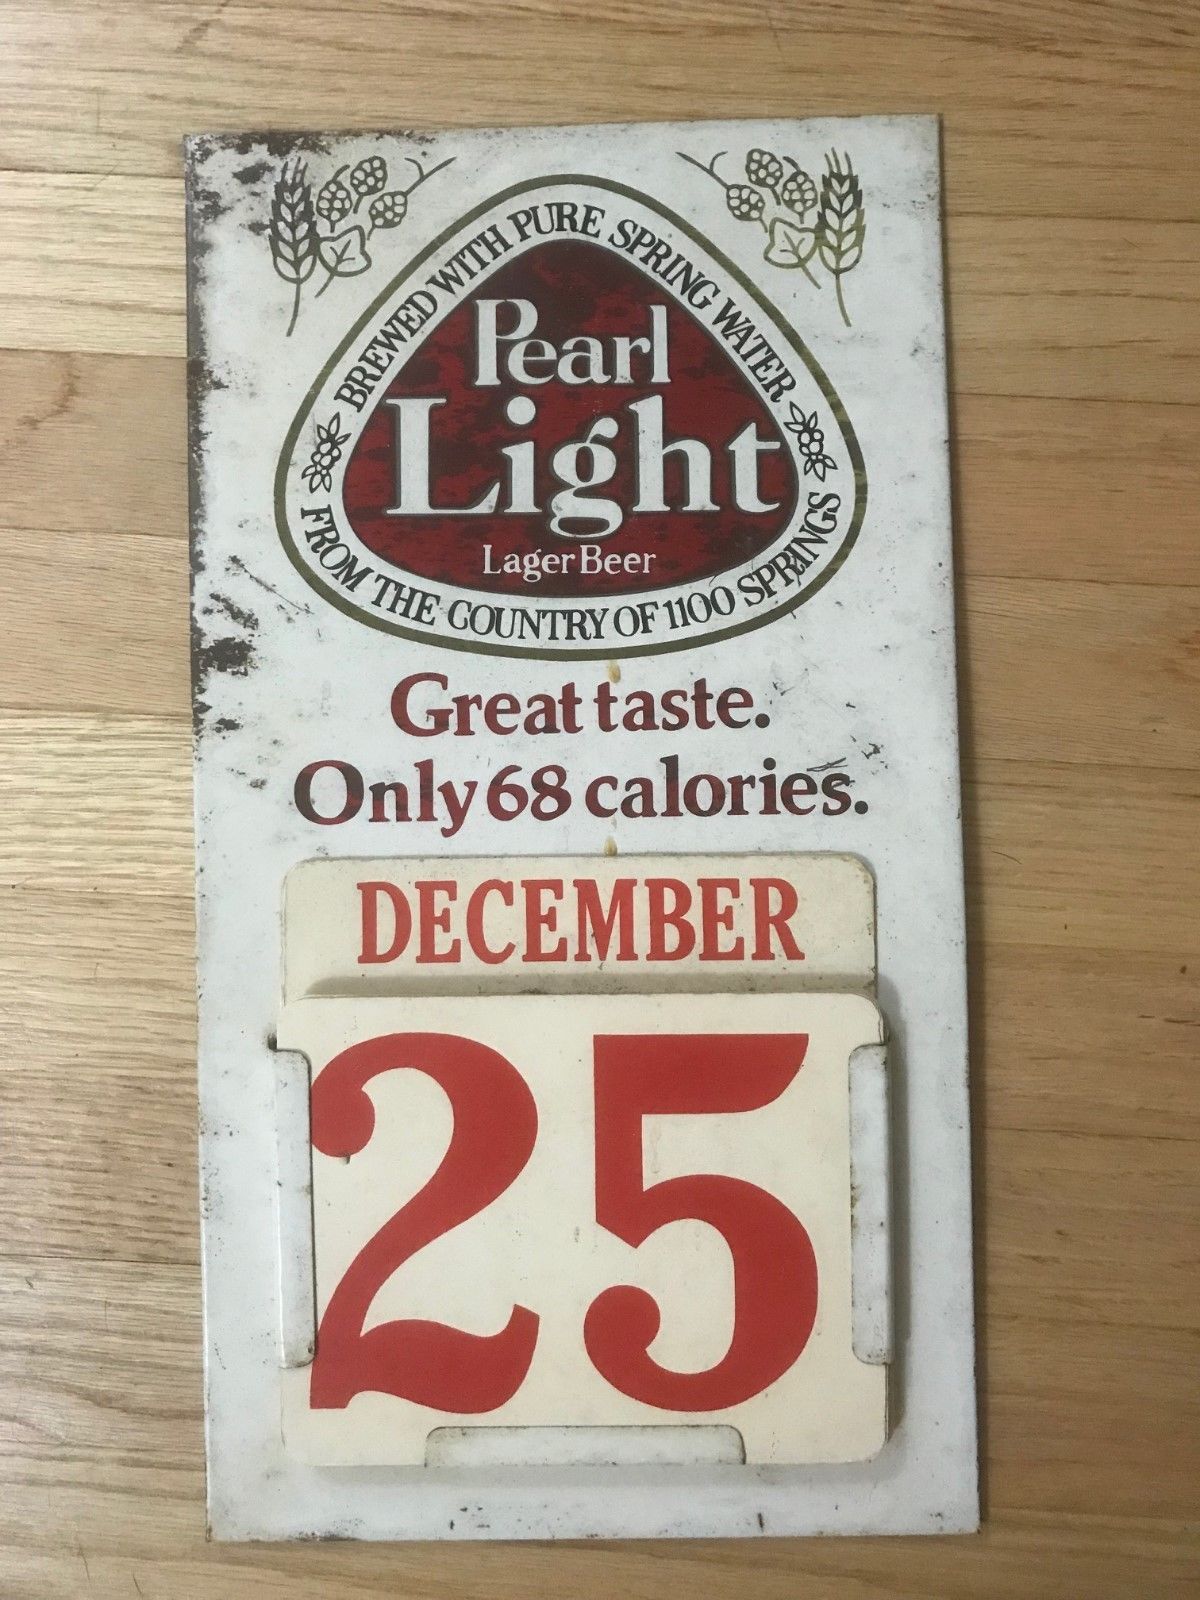 BREWED WITH PURE SPRING WATER
Pearl
Light
Lager Beer
FROM THE COUNTRY OF 1100 SPRINGS
Great taste.
Only 68 calories.
DECEMBER
25